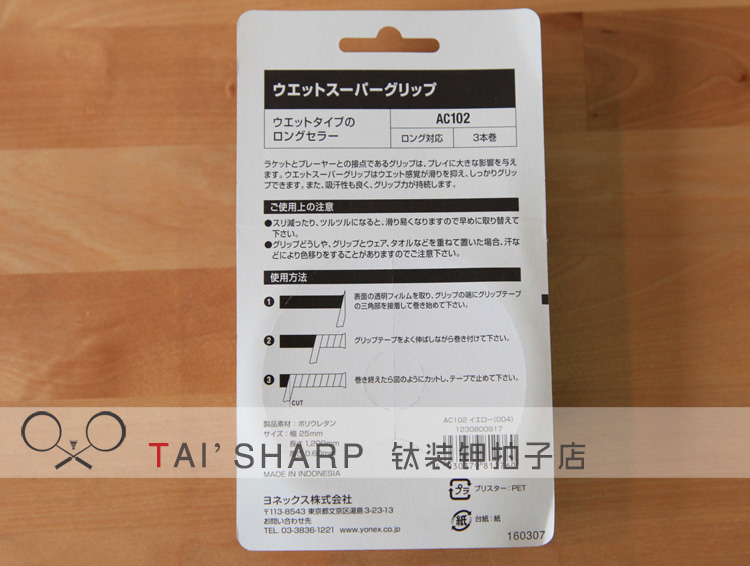 ウエットスーパーグリップ
ウエットタイプの
ロングセラー
AC102
ロング対応
3本巻
ラケットとプレーヤーとの接点であるグリップは、プレイに大きな影響を与え
ます。ウエットスーパーグリップはウエット感覚が滑りを抑え、しっかりグリッ
プできます。また、吸汗性も良く、グリップ力が持続します。
ご使用上の注意
●スリ減ったり、ツルツルになると、滑り易くなりますので早めに取り替えて
下さい。
●グリップどうしや、グリップとウェア、タオルなどを重ねて置いた場合、汗な
どにより色移りをすることがありますのでご注意下さい。
使用方法
1 表面の透明フィルムを取り、グリップの端にグリップテープ
の三角部を接着して巻き始めて下さい。
2 グリップテープをよく伸ばしながら巻き付けて下さい。
3 巻き終えたら図のようにカットし、テープで止めて下さい。
CUT
製品素材:ポリウレタン
サイズ:幅 25mm
長さ 1,200mm
MADE IN INDONESIA
AC102 イエロー(004)
1230600917
TAI' SHARP 钛装钾拍子店
ヨネックス株式会社
〒113-8543 東京都文京区湯島3-23-13
お問い合わせ先
TEL. 03-3836-1221 www.yonex.co.jp
プラ ブリスター:PET
紙 台紙:紙
160307